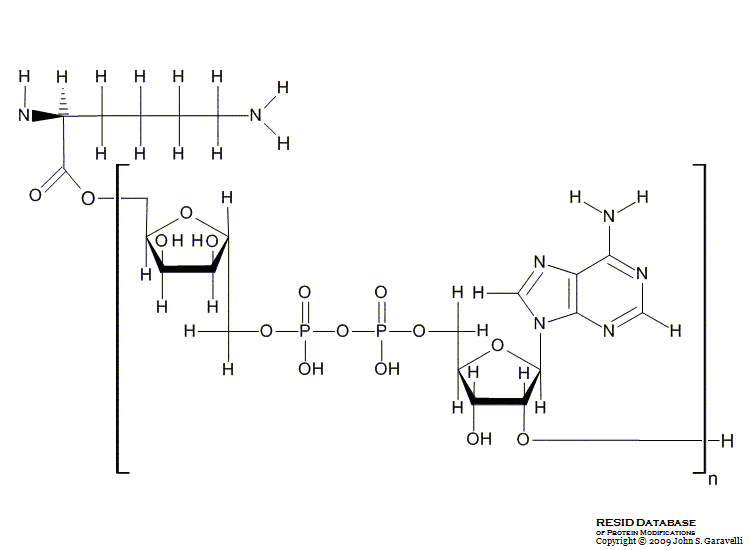 H H H H H H
H
N N
H
H H H H
O O H H H
O N
OH HO
H N N
H H O O H H
H O P O P O H N N H
O
H OH OH H H
H H
OH O H
n
RESID DATABASE
OF PROTEIN MODIFICATIONS
Copyright © 2009 John S. Garavelli